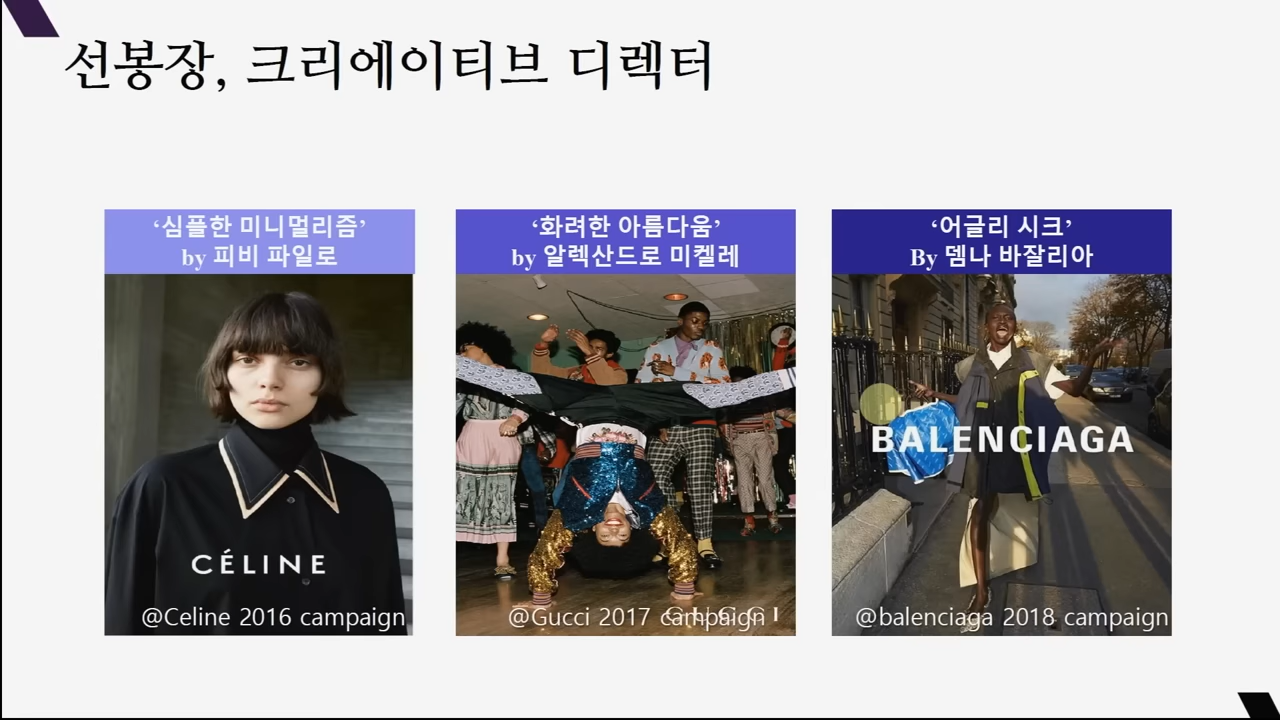 선봉장, 크리에이티브 디렉터
‘심플한 미니멀리즘’
by 피비 파일로
CÉLINE
@Celine 2016 campaign
‘화려한 아름다움’
by 알렉산드로 미켈레
GUCCI
@Gucci 2017 campaign
‘어글리 시크’
By 뎀나 바잘리아
BALENCIAGA
@balenciaga 2018 campaign